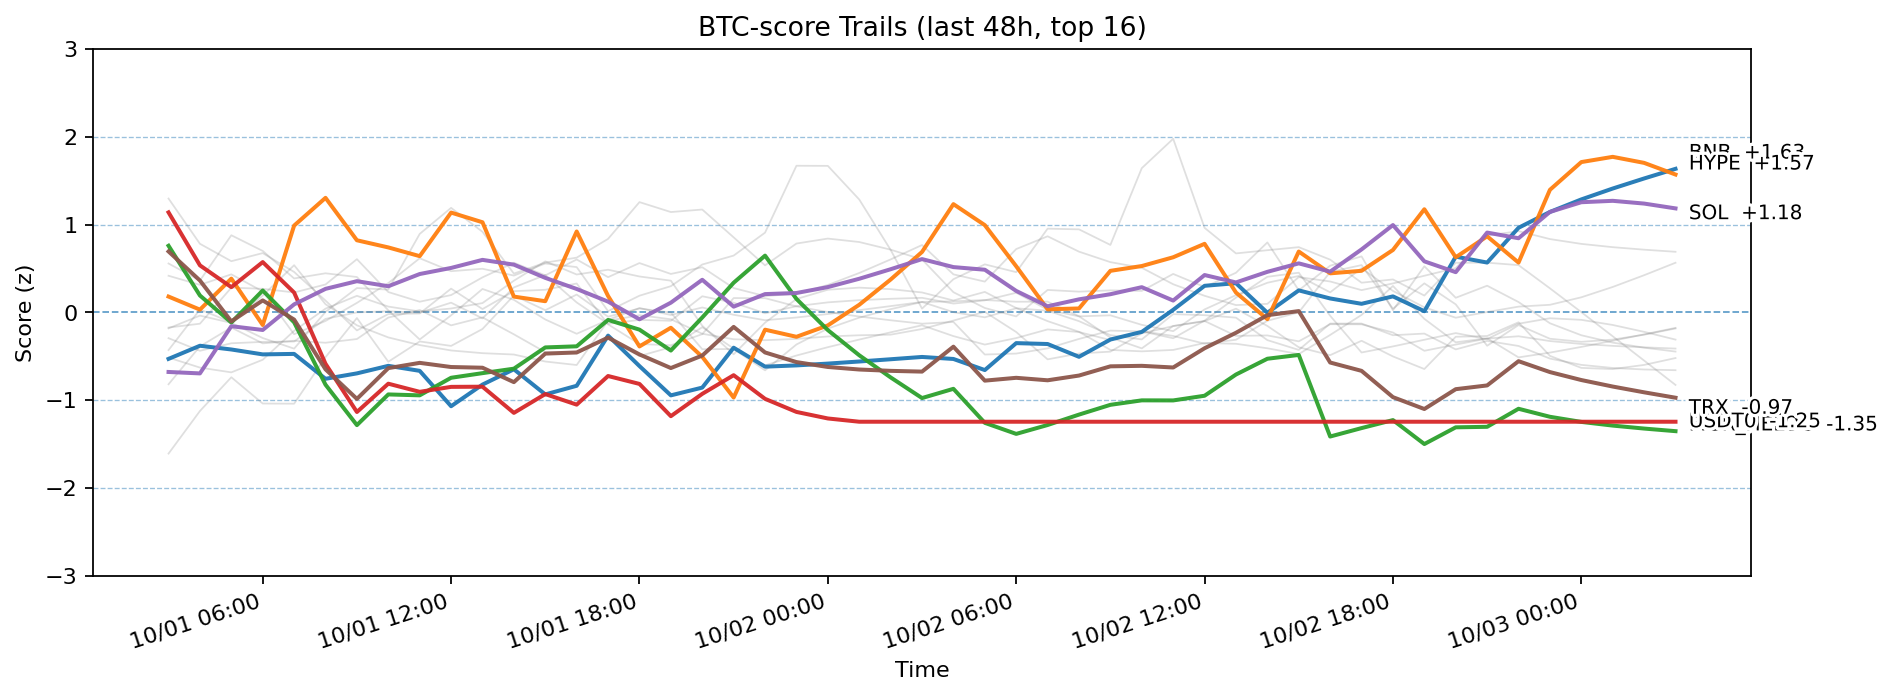 BTC-score Trails (last 48h, top 16)
Score (z)
3
2
1
0
−1
−2
−3
BNB +1.63
HYPE +1.57
SOL +1.18
TRX -0.97
USDT0 -1.25
-1.35
10/01 06:00
10/01 12:00
10/01 18:00
10/02 00:00
10/02 06:00
10/02 12:00
10/02 18:00
10/03 00:00
Time